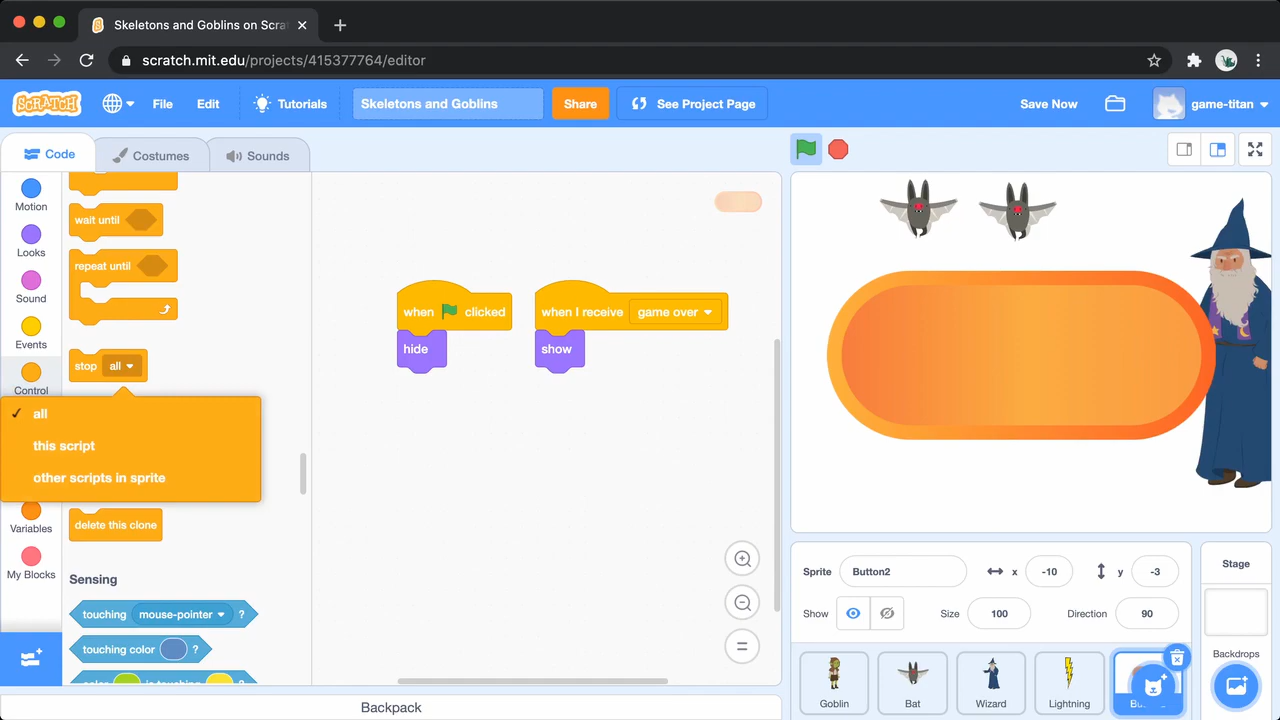 Skeletons and Goblins on Scra
scratch.mit.edu/projects/415377764/editor
SCRATCH
File
Edit
Tutorials
Skeletons and Goblins
Share
See Project Page
Save Now
game-titan
Code
Costumes
Sounds
Motion
Looks
Sound
Events
Control
Variables
My Blocks
wait until
repeat until
stop all
all
this script
other scripts in sprite
delete this clone
Sensing
touching mouse-pointer ?
touching color ?
when clicked
hide
when I receive game over
show
Backpack
Sprite
Button2
x
-10
y
-3
Show
Size
100
Direction
90
Goblin
Bat
Wizard
Lightning
Stage
Backdrops